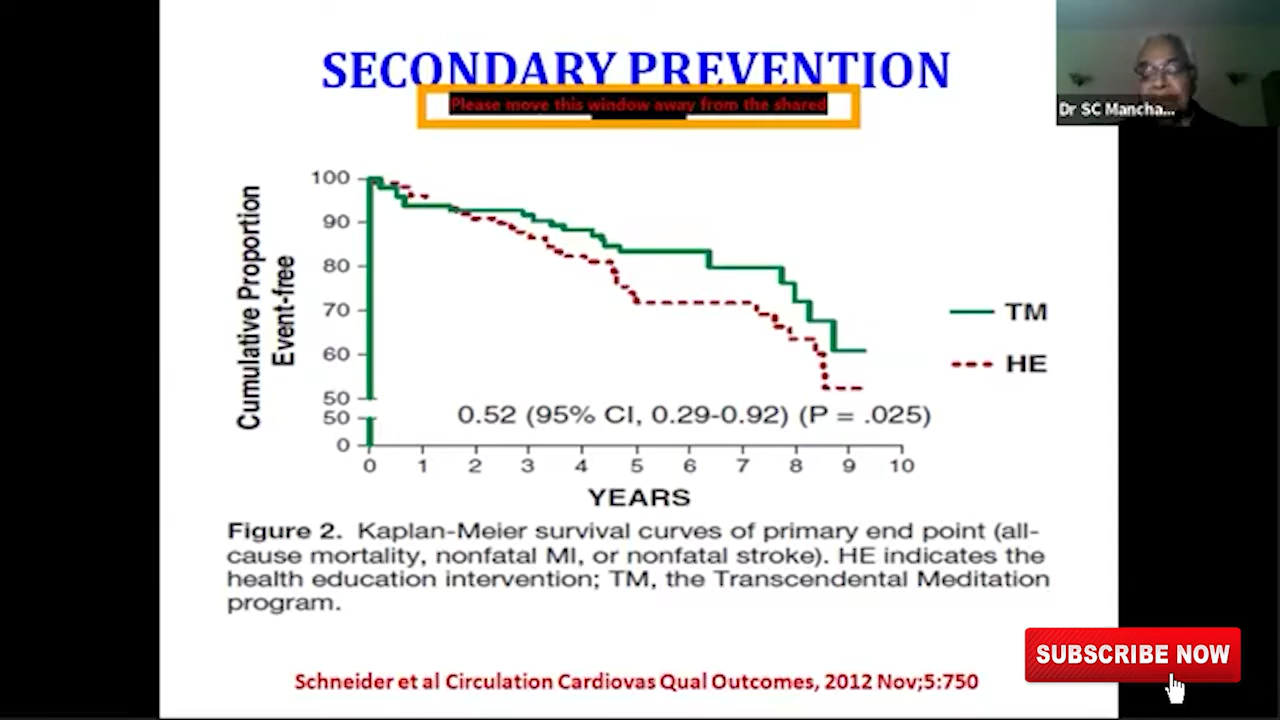 SECONDARY PREVENTION
Please move this window away from the shared
Dr SC Mancha...
Cumulative Proportion
Event-free
100
90
80
70
60
50
50
0
0 1 2 3 4 5 6 7 8 9 10
YEARS
TM
HE
0.52 (95% CI, 0.29-0.92) (P = .025)
Figure 2. Kaplan-Meier survival curves of primary end point (all-
cause mortality, nonfatal MI, or nonfatal stroke). HE indicates the
health education intervention; TM, the Transcendental Meditation
program.
Schneider et al Circulation Cardiovas Qual Outcomes, 2012 Nov;5:750
SUBSCRIBE NOW